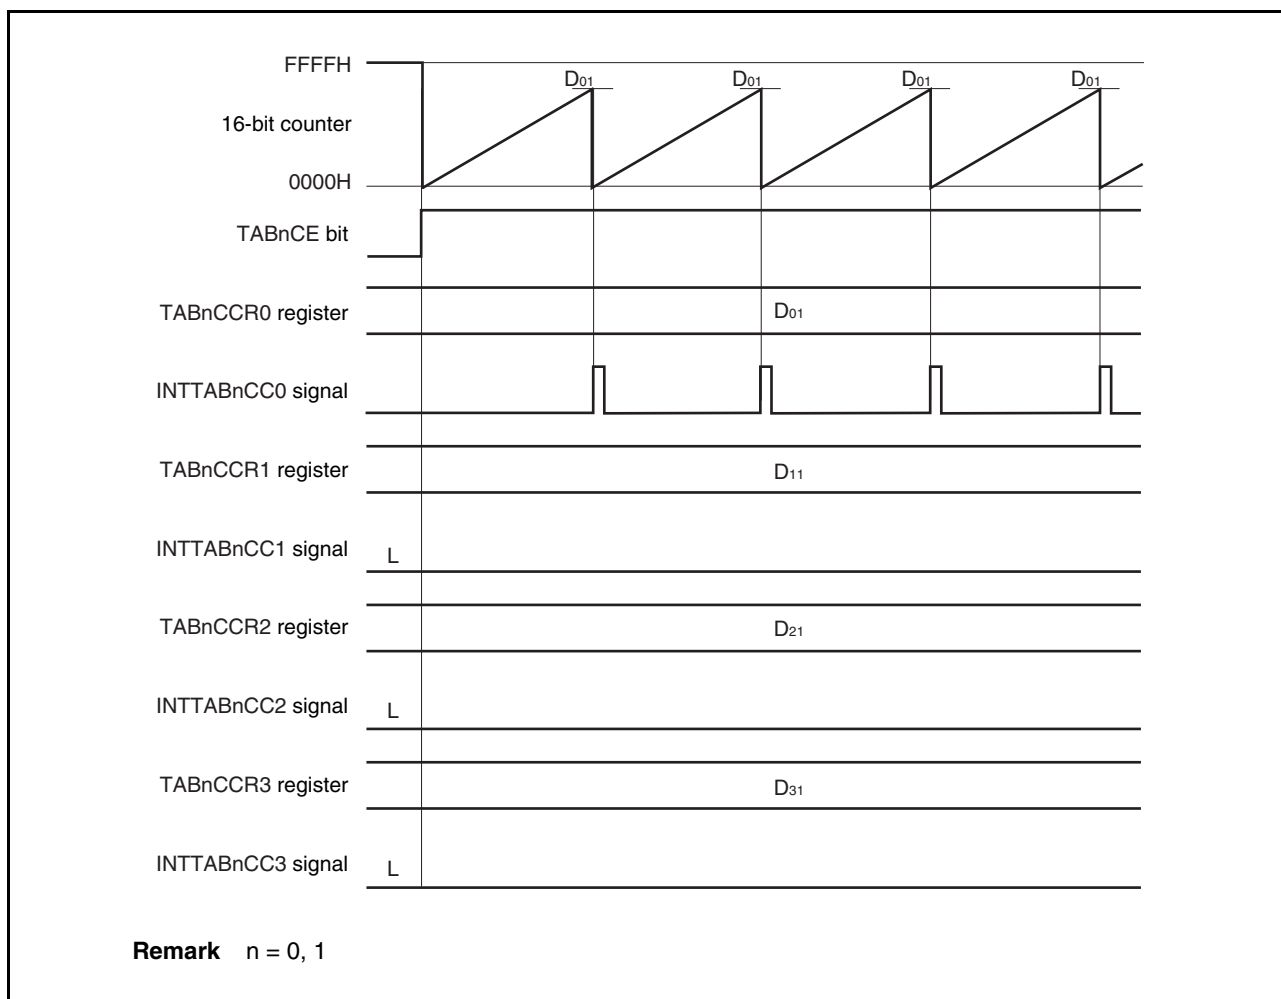 FFFFH
D01 D01 D01 D01
16-bit counter
0000H
TABnCE bit
TABnCCR0 register D01
INTTABnCC0 signal
TABnCCR1 register D11
INTTABnCC1 signal L
TABnCCR2 register D21
INTTABnCC2 signal L
TABnCCR3 register D31
INTTABnCC3 signal L
Remark n = 0, 1